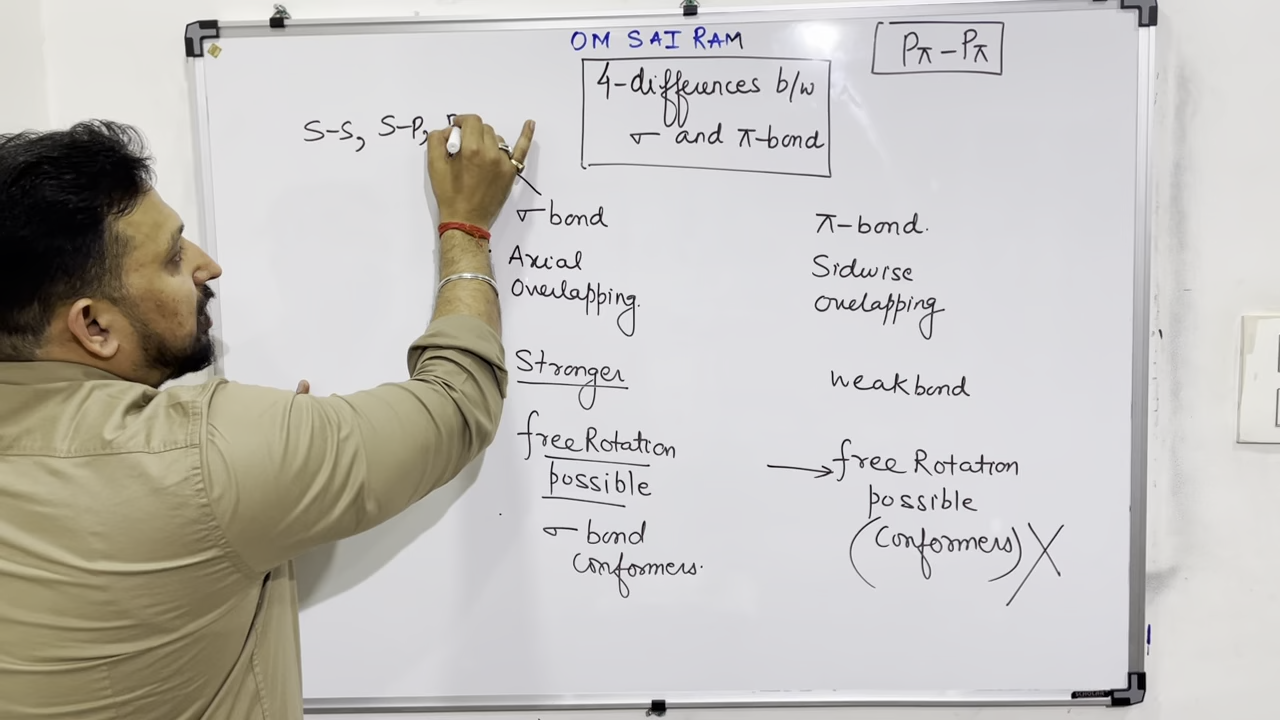 OM SAI RAM
Pπ-Pπ
4-differences b/w
σ and π-bond
S-S, S-P,
σ-bond
π-bond.
Axial
Overlapping.
Sidwise
overlapping
Stronger
weak bond
free Rotation
possible
→ free Rotation
possible
(Conformers) X
σ-bond
Conformers.